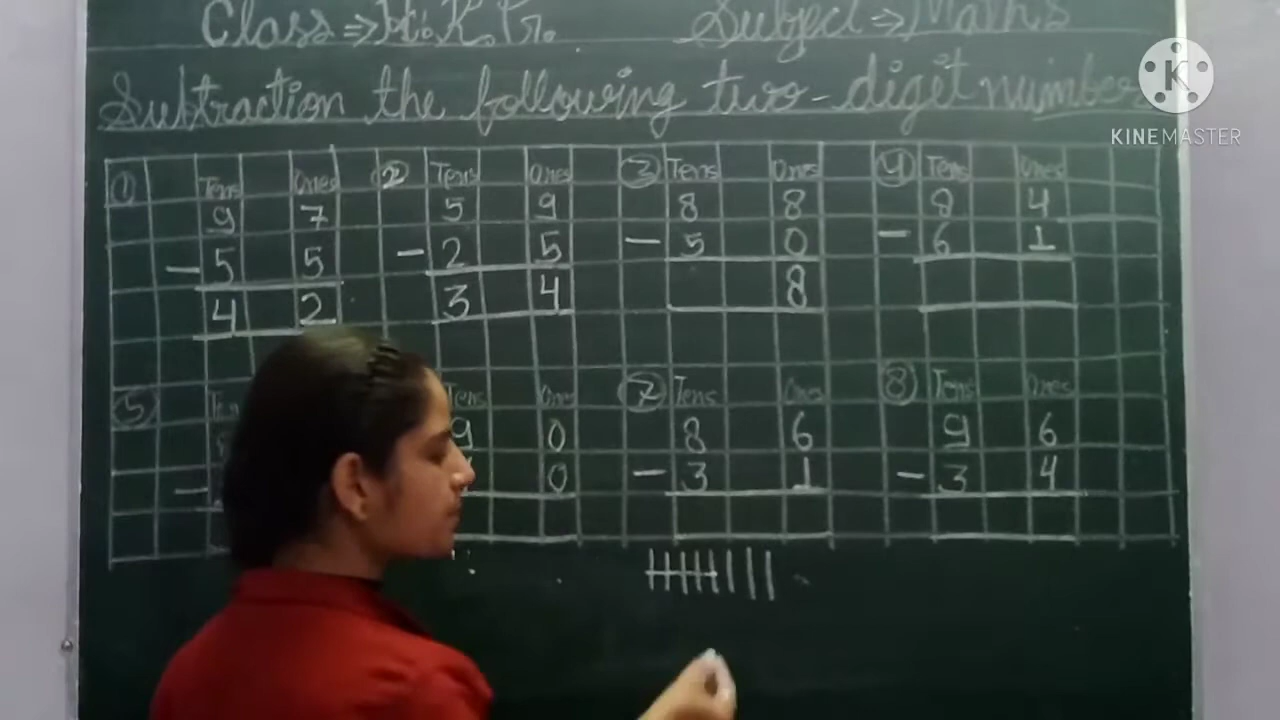 Class ⇒ H.K.G. Subject ⇒ Maths
Subtraction the following two-digit numbers
KINEMASTER
① Tens Ones ② Tens Ones ③ Tens Ones ④ Tens Ones
9 7 5 9 8 8 8 4
- 5 5 - 2 5 - 5 0 - 6 1
4 2 3 4 8
⑤ Tens Ones ⑦ Tens Ones ⑧ Tens Ones
9 0 8 6 9 6
- 0 - 3 1 - 3 4